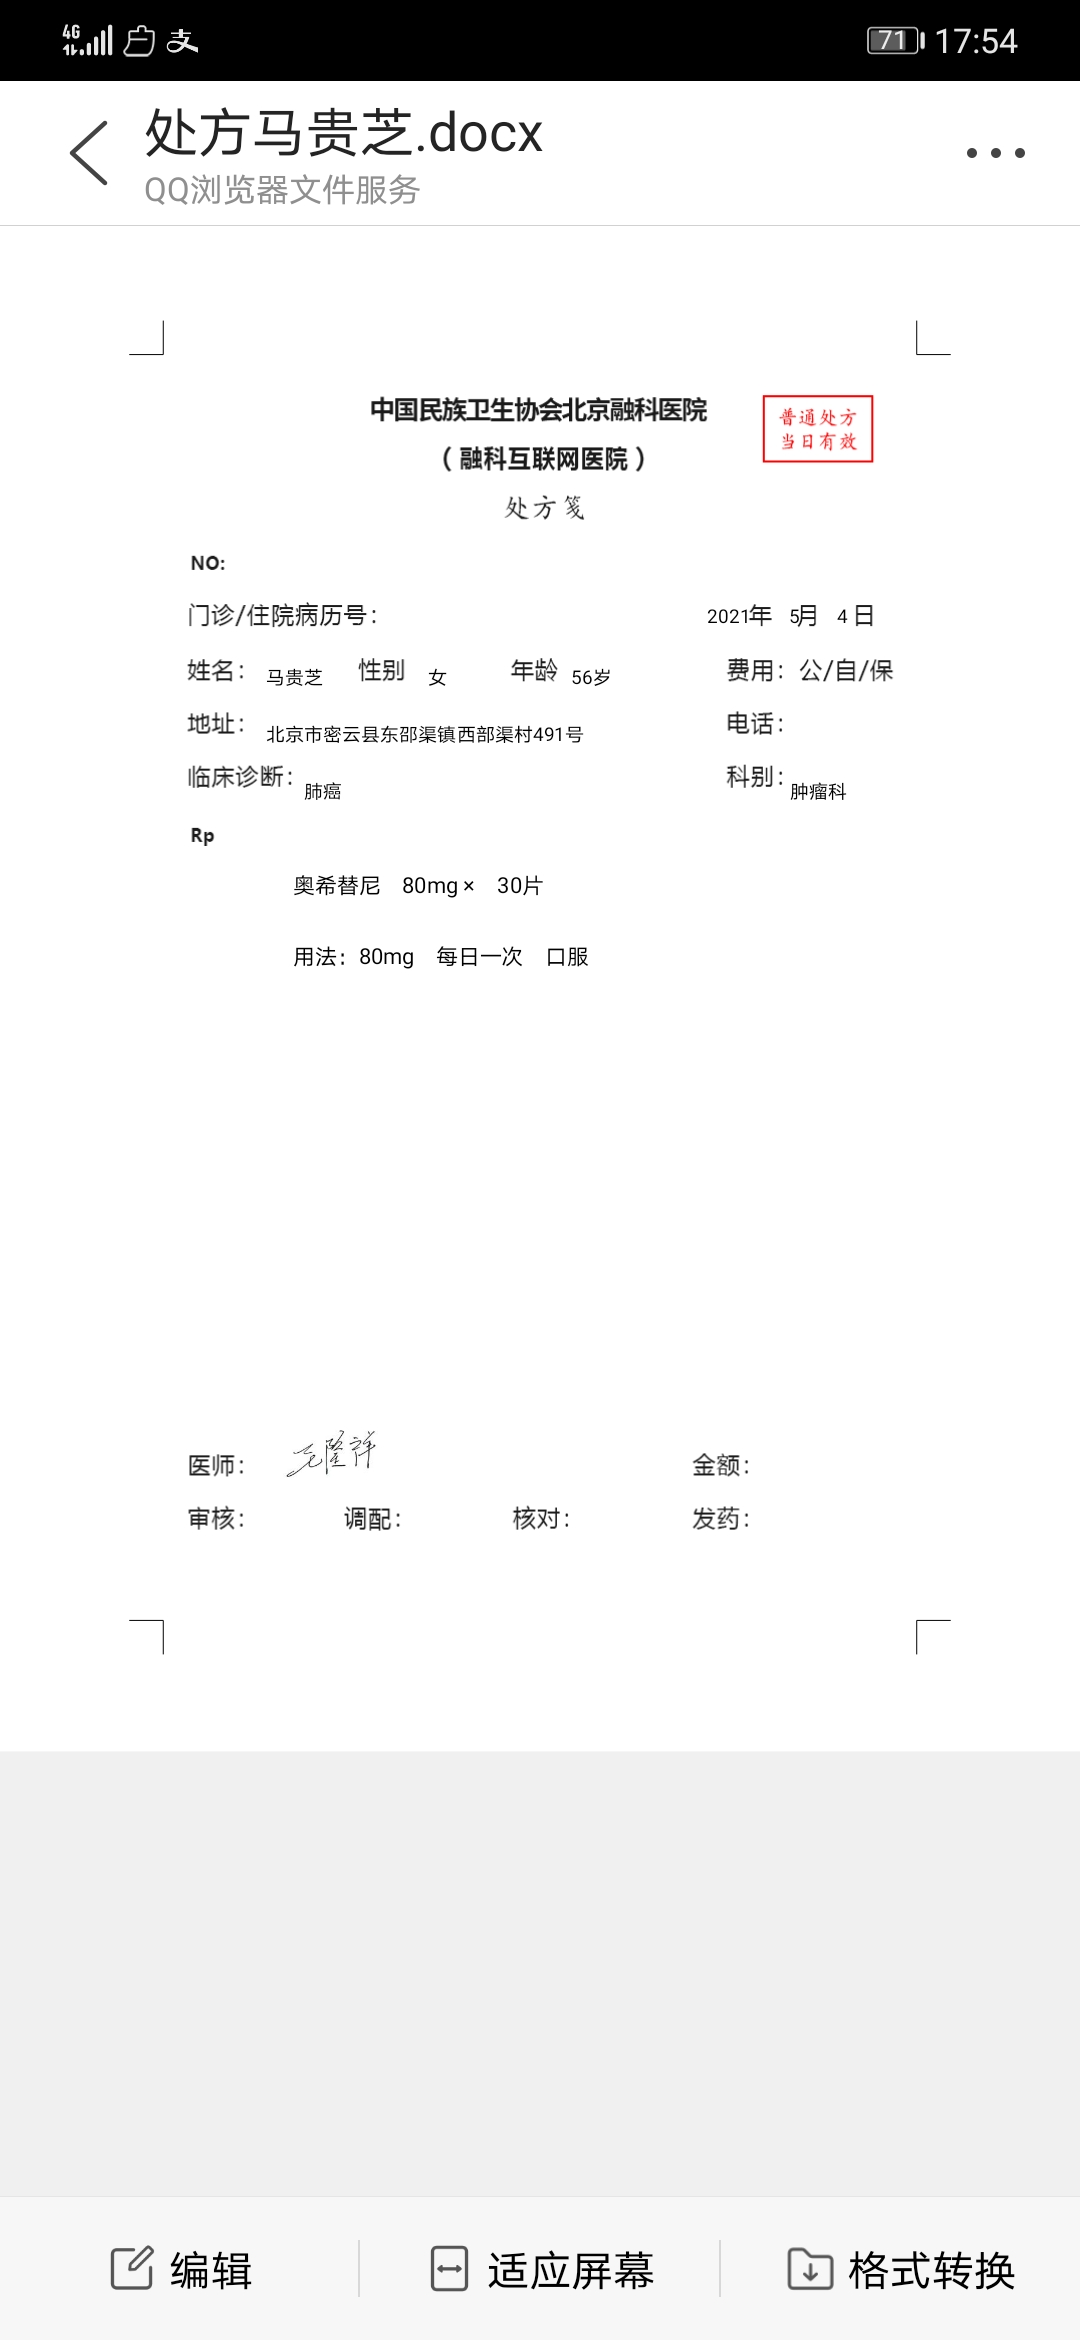 4G 71 17:54
处方马贵芝.docx
QQ浏览器文件服务
中国民族卫生协会北京融科医院
（融科互联网医院）
普通处方
当日有效
处方笺
NO:
门诊/住院病历号： 2021年 5月 4日
姓名： 马贵芝 性别 女 年龄 56岁 费用：公/自/保
地址： 北京市密云县东邵渠镇西部渠村491号 电话：
临床诊断： 肺癌 科别： 肿瘤科
Rp
奥希替尼 80mg× 30片
用法：80mg 每日一次 口服
医师： 金额：
审核： 调配： 核对： 发药：
编辑 适应屏幕 格式转换